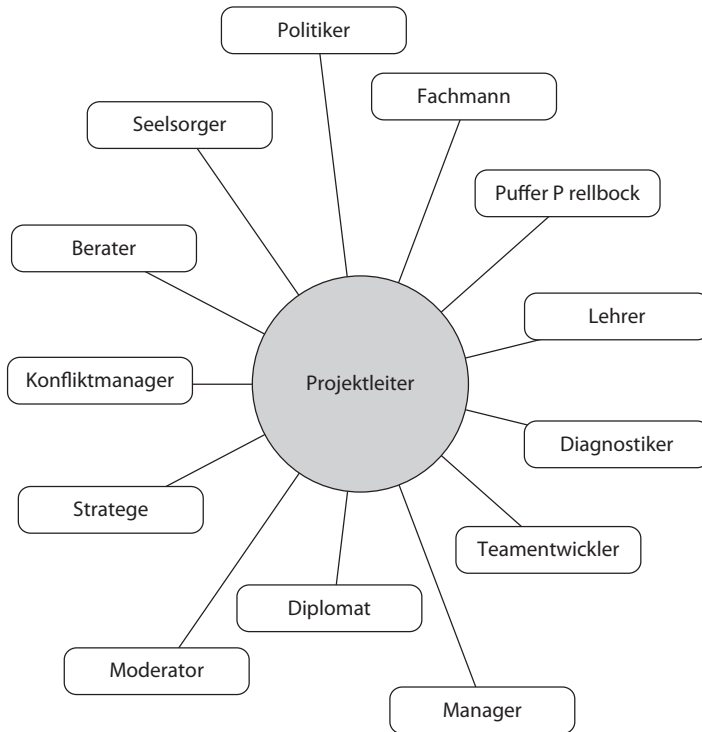 Politiker
Fachmann
Seelsorger
Puffer P rellbock
Berater
Lehrer
Konfliktmanager
Projektleiter
Diagnostiker
Stratege
Teamentwickler
Diplomat
Moderator
Manager